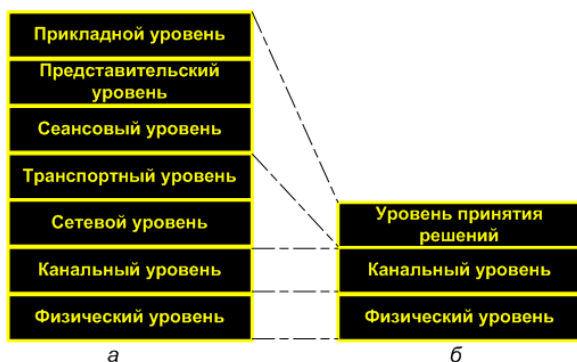 Прикладной уровень
Представительский
уровень
Сеансовый уровень
Транспортный уровень
Сетевой уровень
Канальный уровень
Физический уровень
а
Уровень принятия
решений
Канальный уровень
Физический уровень
б